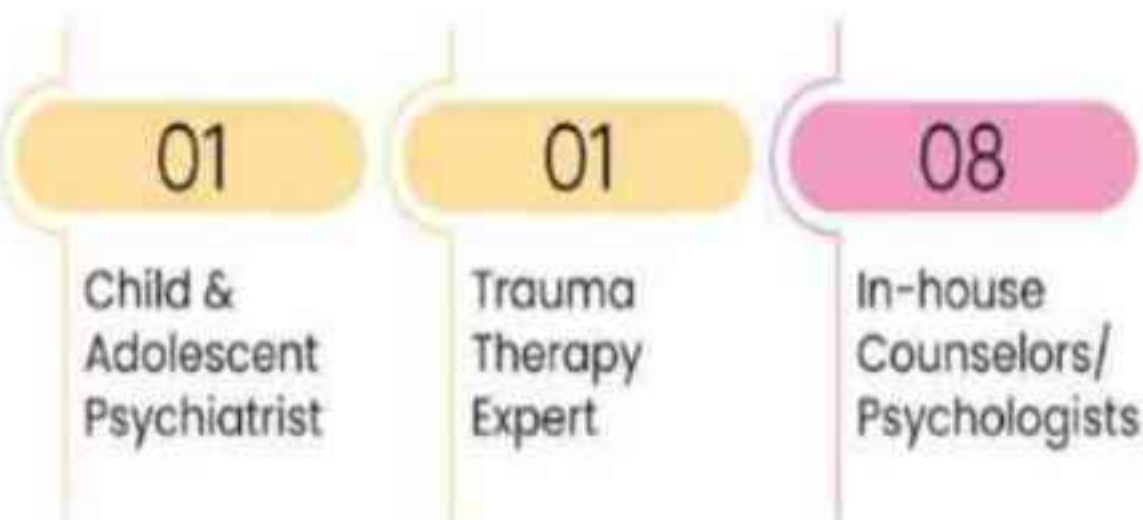 01
Child &
Adolescent
Psychiatrist
01
Trauma
Therapy
Expert
08
In-house
Counselors/
Psychologists